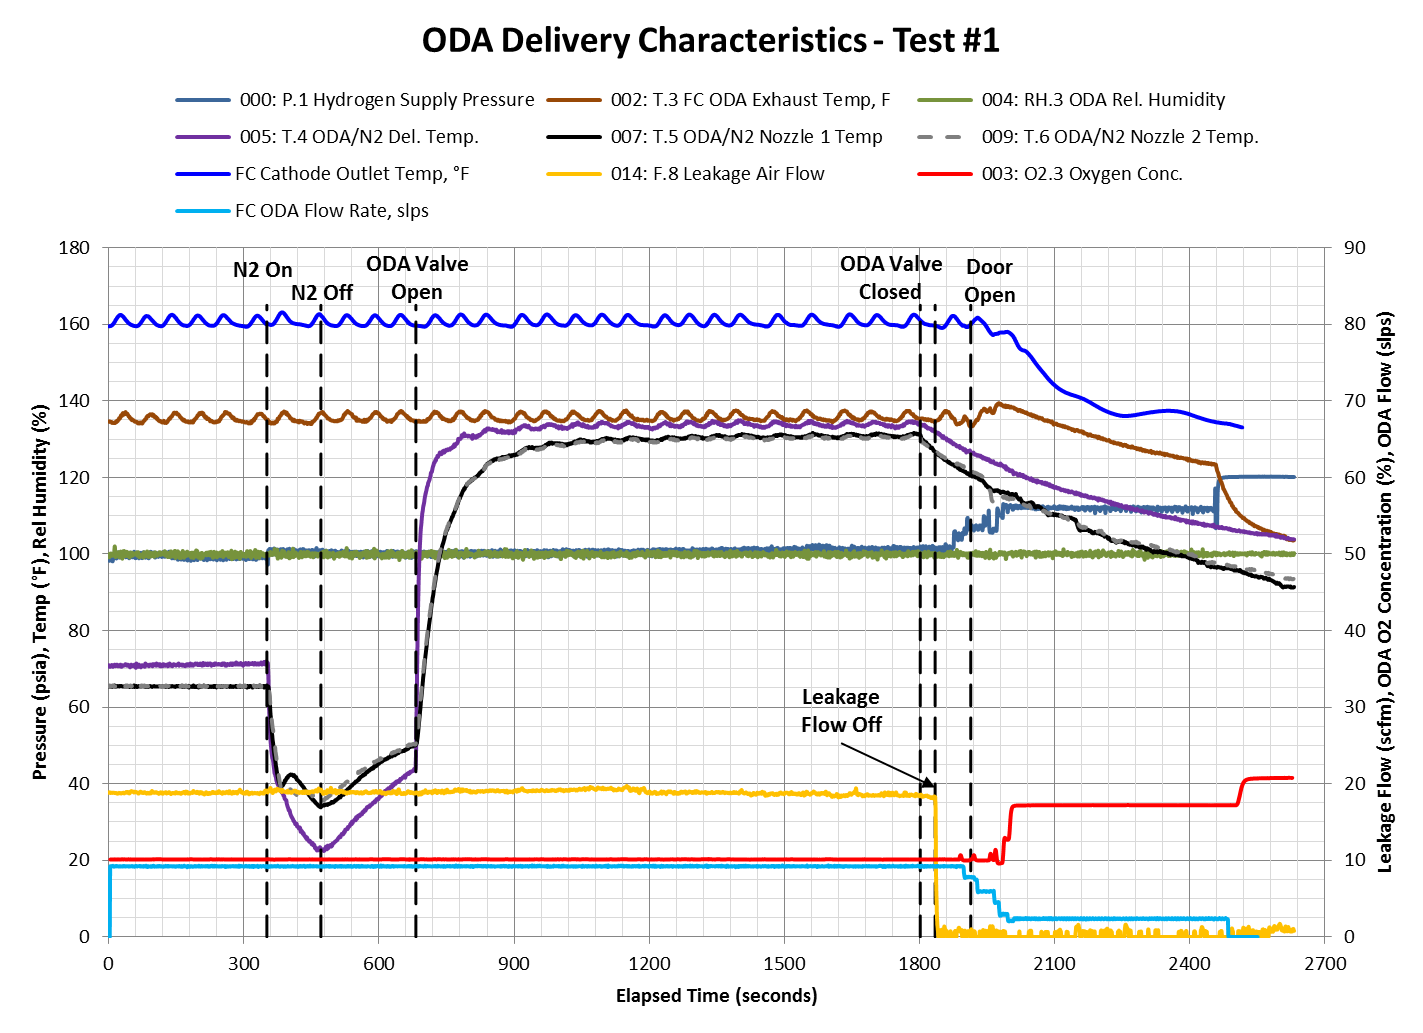 ODA Delivery Characteristics - Test #1
000: P.1 Hydrogen Supply Pressure
002: T.3 FC ODA Exhaust Temp, F
004: RH.3 ODA Rel. Humidity
005: T.4 ODA/N2 Del. Temp.
007: T.5 ODA/N2 Nozzle 1 Temp
009: T.6 ODA/N2 Nozzle 2 Temp.
FC Cathode Outlet Temp, °F
014: F.8 Leakage Air Flow
003: O2.3 Oxygen Conc.
FC ODA Flow Rate, slps
180
160
140
120
100
80
60
40
20
0
Pressure (psia), Temp (°F), Rel Humidity (%)
N2 On
N2 Off
ODA Valve
Open
ODA Valve
Closed
Door
Open
Leakage
Flow Off
90
80
70
60
50
40
30
20
10
0
Leakage Flow (scfm), ODA O2 Concentration (%), ODA Flow (slps)
0
300
600
900
1200
1500
1800
2100
2400
2700
Elapsed Time (seconds)